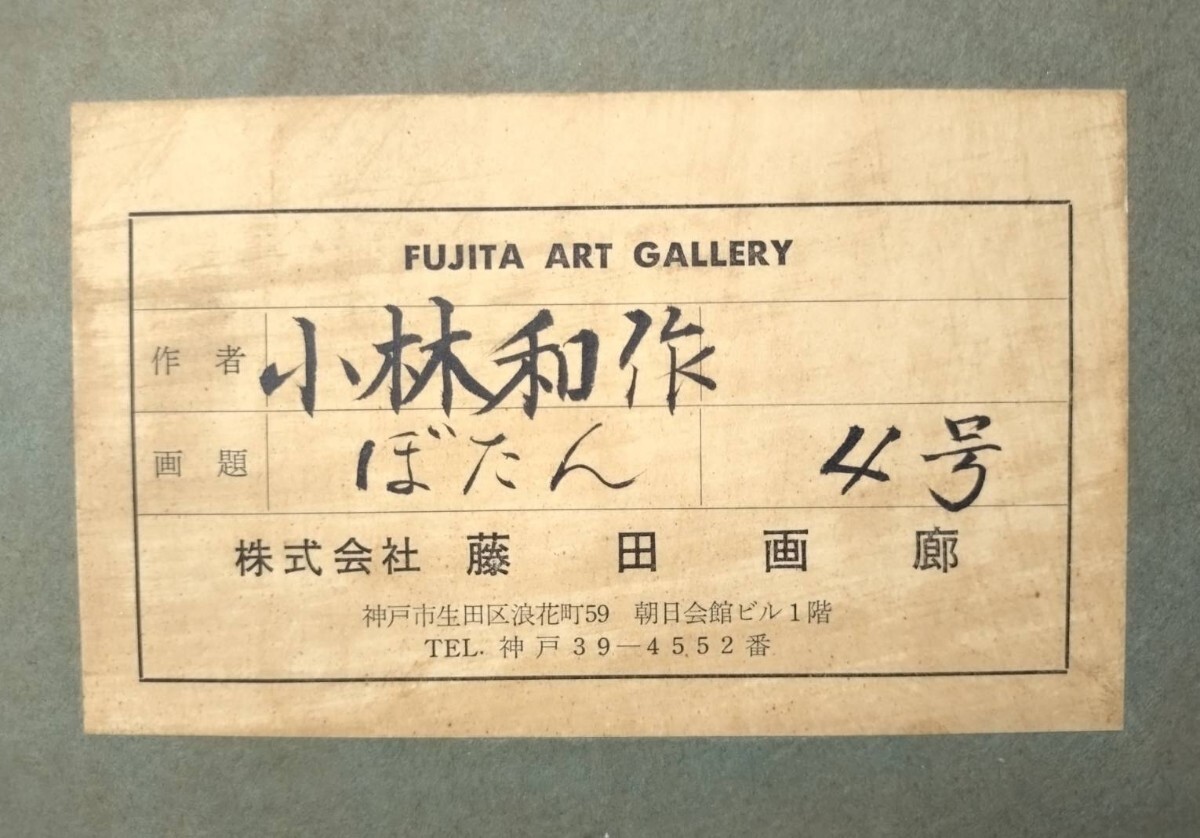 FUJITA ART GALLERY
作者 小林和作
画題 ぼたん 4号
株式会社 藤田画廊
神戸市生田区浪花町59 朝日会館ビル1階
TEL. 神戸39—4552番